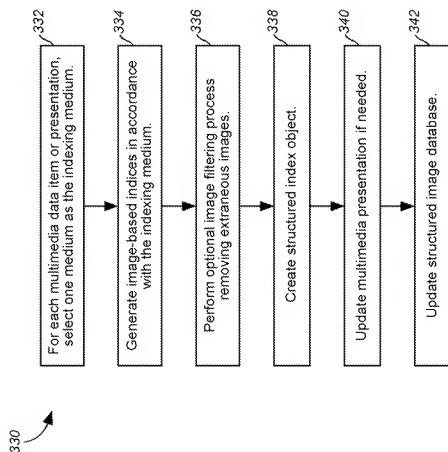 330
332
For each multimedia data item or presentation,
select one medium as the indexing medium.
334
Generate image-based indices in accordance
with the indexing medium.
336
Perform optional image filtering process
removing extraneous images.
338
Create structured index object.
340
Update multimedia presentation if needed.
342
Update structured image database.